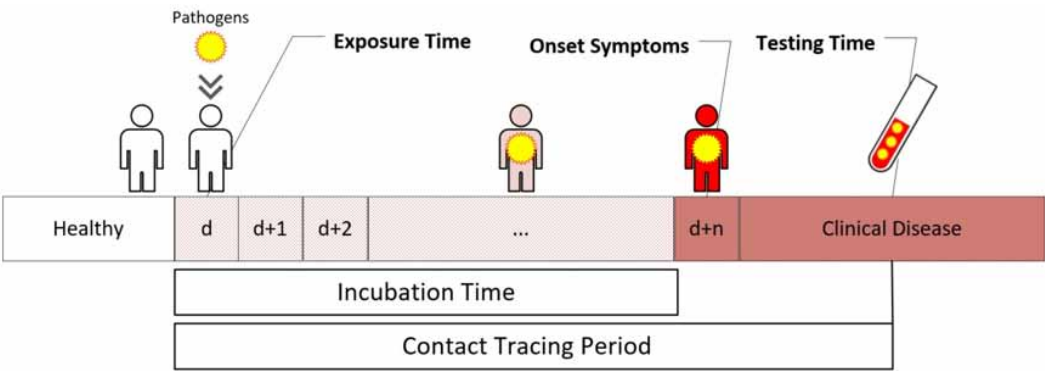 Pathogens
Exposure Time
Onset Symptoms
Testing Time
Healthy
d
d+1
d+2
...
d+n
Clinical Disease
Incubation Time
Contact Tracing Period